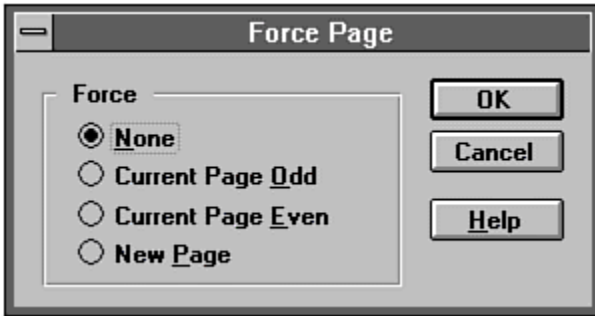 Force Page
Force
None
Current Page Odd
Current Page Even
New Page
OK
Cancel
Help